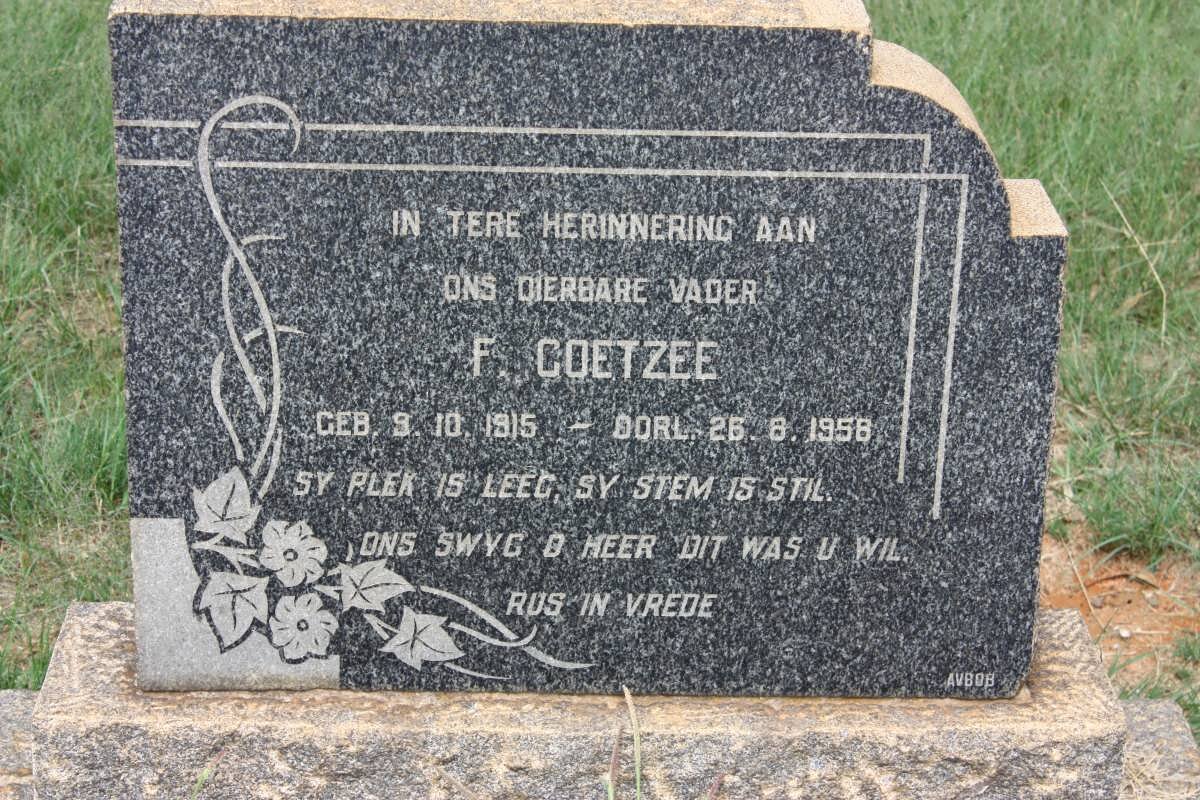 IN TERE HERINNERING AAN
ONS DIERBARE VADER
F. COETZEE
GEB. 9. 10. 1915. - OORL. 26. 8. 1958
SY PLEK IS LEEG, SY STEM IS STIL.
ONS SWYG O HEER DIT WAS U WIL.
RUS IN VREDE
AVBOB